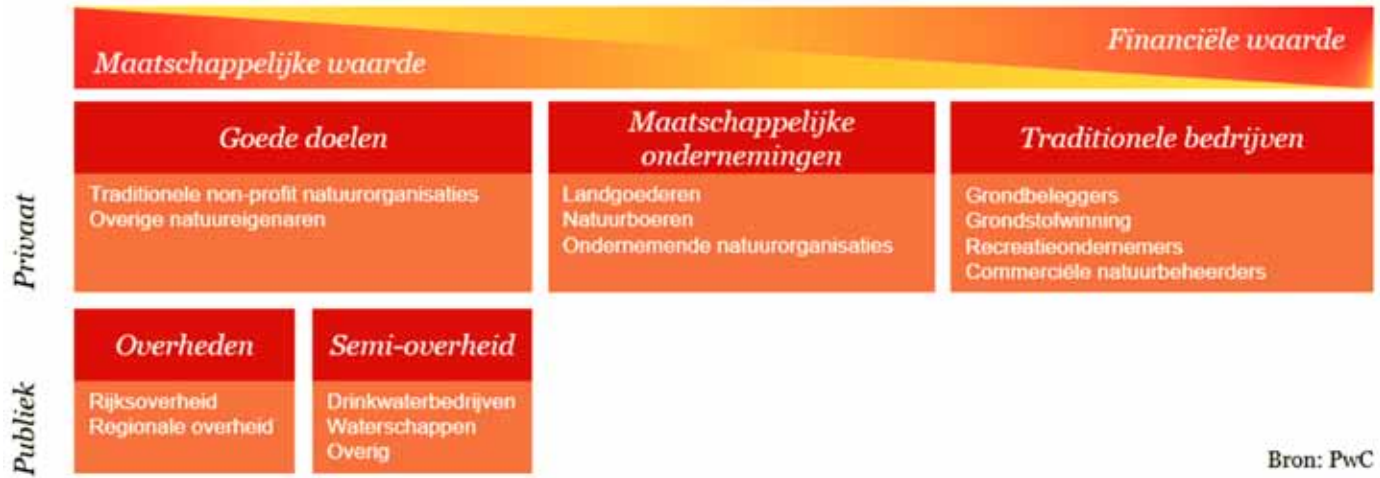 Maatschappelijke waarde
Financiële waarde
Privaat
Goede doelen
Traditionele non-profit natuurorganisaties
Overige natuureigenaren
Maatschappelijke
ondernemingen
Landgoederen
Natuurboeren
Ondernemende natuurorganisaties
Traditionele bedrijven
Grondbeleggers
Grondstofwinning
Recreatieondernemers
Commerciële natuurbeheerders
Publiek
Overheden
Rijksoverheid
Regionale overheid
Semi-overheid
Drinkwaterbedrijven
Waterschappen
Overig
Bron: PwC